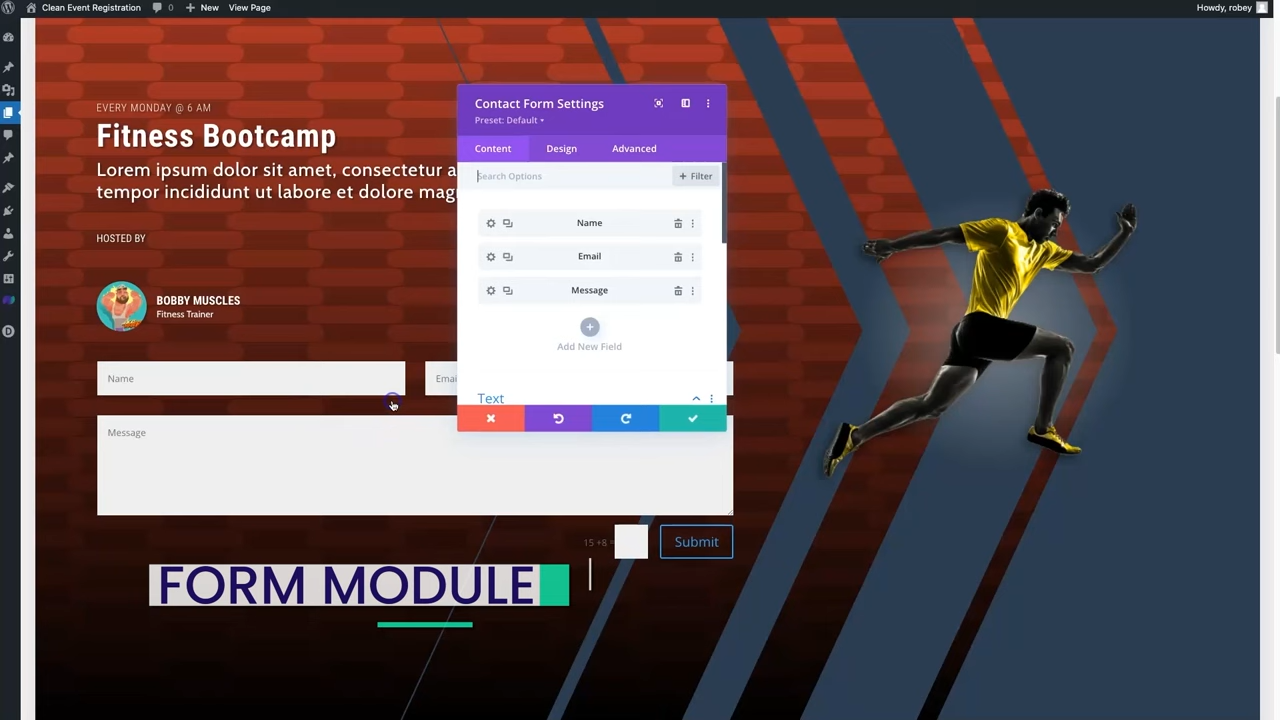 Clean Event Registration
0
New
View Page
Howdy, robey
EVERY MONDAY @ 6 AM
Fitness Bootcamp
Lorem ipsum dolor sit amet, consectetur a
tempor incididunt ut labore et dolore mag
HOSTED BY
BOBBY MUSCLES
Fitness Trainer
Name
Emai
Message
15 +8 =
Submit
FORM MODULE
Contact Form Settings
Preset: Default
Content
Design
Advanced
Search Options
+ Filter
Name
Email
Message
Add New Field
Text